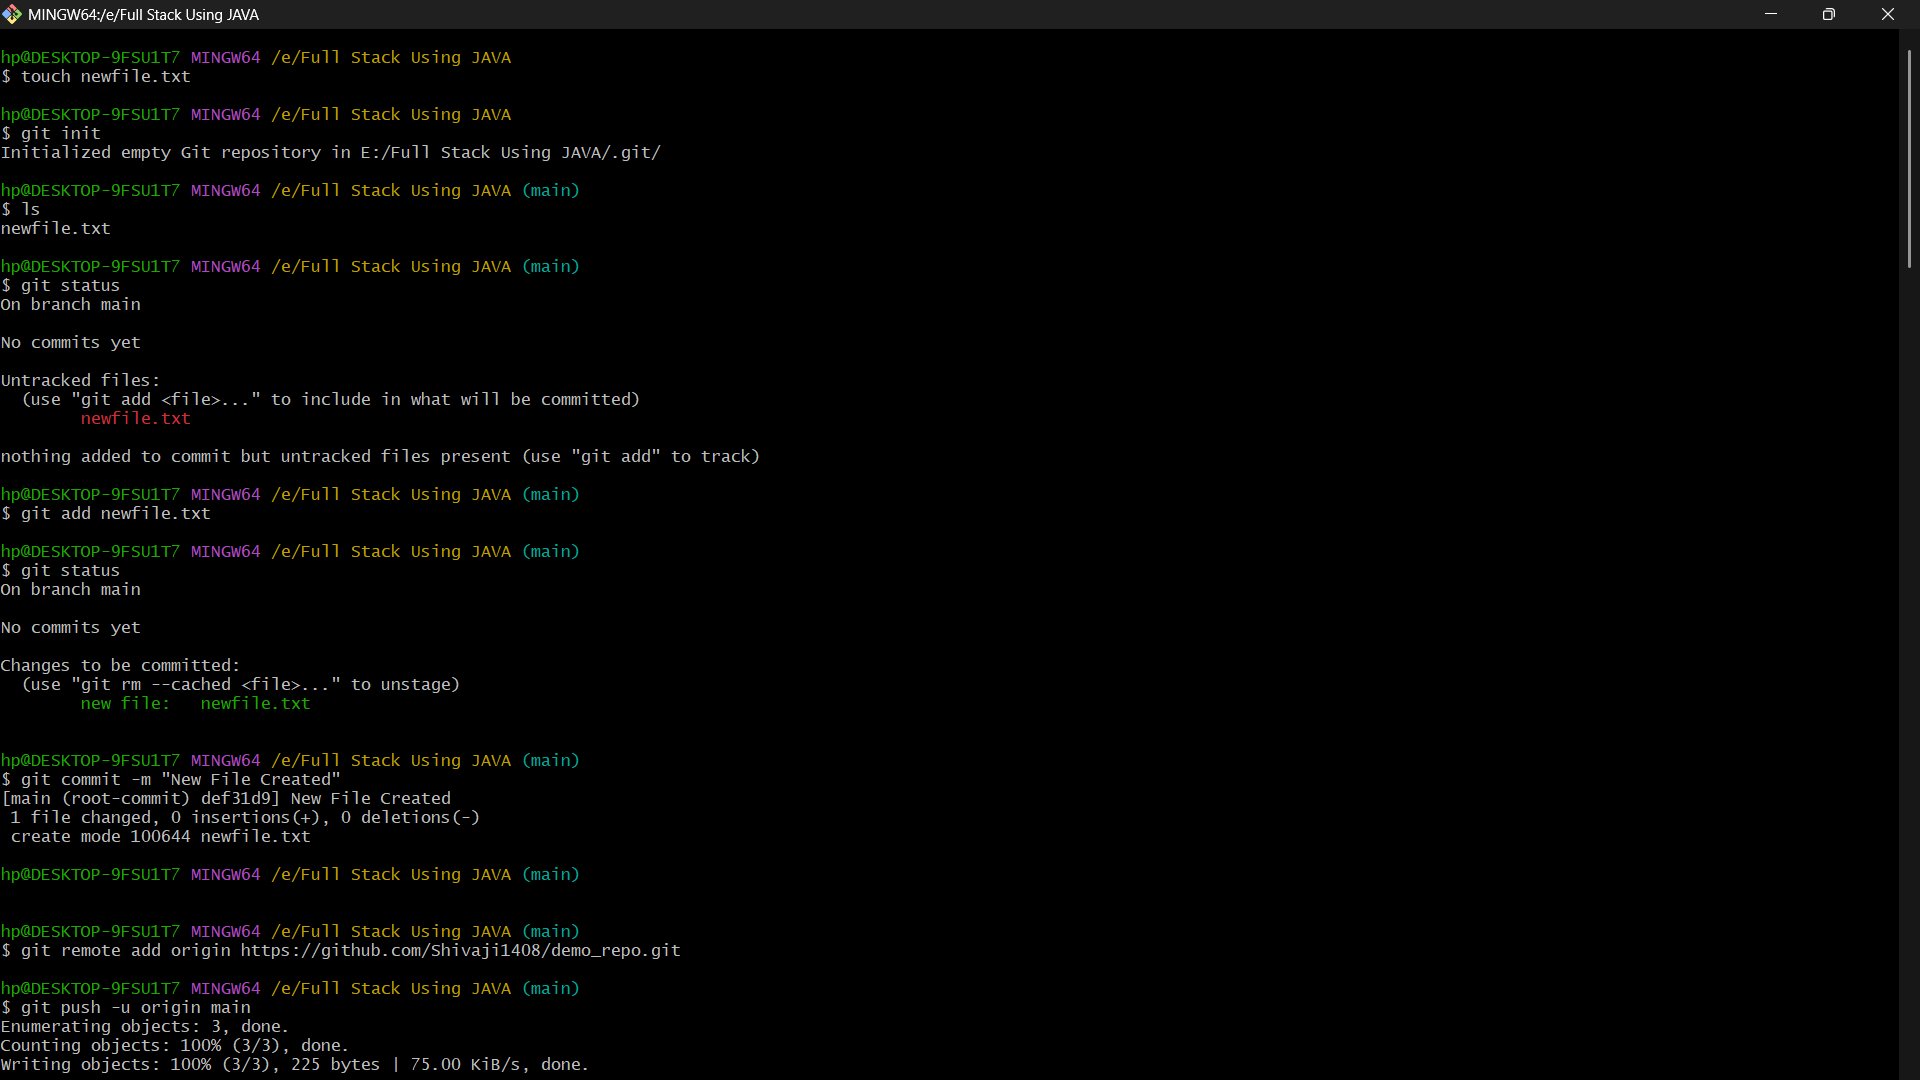 MINGW64:/e/Full Stack Using JAVA
hp@DESKTOP-9FSU1T7 MINGW64 /e/Full Stack Using JAVA
$ touch newfile.txt
hp@DESKTOP-9FSU1T7 MINGW64 /e/Full Stack Using JAVA
$ git init
Initialized empty Git repository in E:/Full Stack Using JAVA/.git/
hp@DESKTOP-9FSU1T7 MINGW64 /e/Full Stack Using JAVA (main)
$ ls
newfile.txt
hp@DESKTOP-9FSU1T7 MINGW64 /e/Full Stack Using JAVA (main)
$ git status
On branch main
No commits yet
Untracked files:
  (use "git add <file>..." to include in what will be committed)
        newfile.txt
nothing added to commit but untracked files present (use "git add" to track)
hp@DESKTOP-9FSU1T7 MINGW64 /e/Full Stack Using JAVA (main)
$ git add newfile.txt
hp@DESKTOP-9FSU1T7 MINGW64 /e/Full Stack Using JAVA (main)
$ git status
On branch main
No commits yet
Changes to be committed:
  (use "git rm --cached <file>..." to unstage)
        new file:   newfile.txt
hp@DESKTOP-9FSU1T7 MINGW64 /e/Full Stack Using JAVA (main)
$ git commit -m "New File Created"
[main (root-commit) def31d9] New File Created
 1 file changed, 0 insertions(+), 0 deletions(-)
 create mode 100644 newfile.txt
hp@DESKTOP-9FSU1T7 MINGW64 /e/Full Stack Using JAVA (main)
hp@DESKTOP-9FSU1T7 MINGW64 /e/Full Stack Using JAVA (main)
$ git remote add origin https://github.com/Shivaji1408/demo_repo.git
hp@DESKTOP-9FSU1T7 MINGW64 /e/Full Stack Using JAVA (main)
$ git push -u origin main
Enumerating objects: 3, done.
Counting objects: 100% (3/3), done.
Writing objects: 100% (3/3), 225 bytes | 75.00 KiB/s, done.